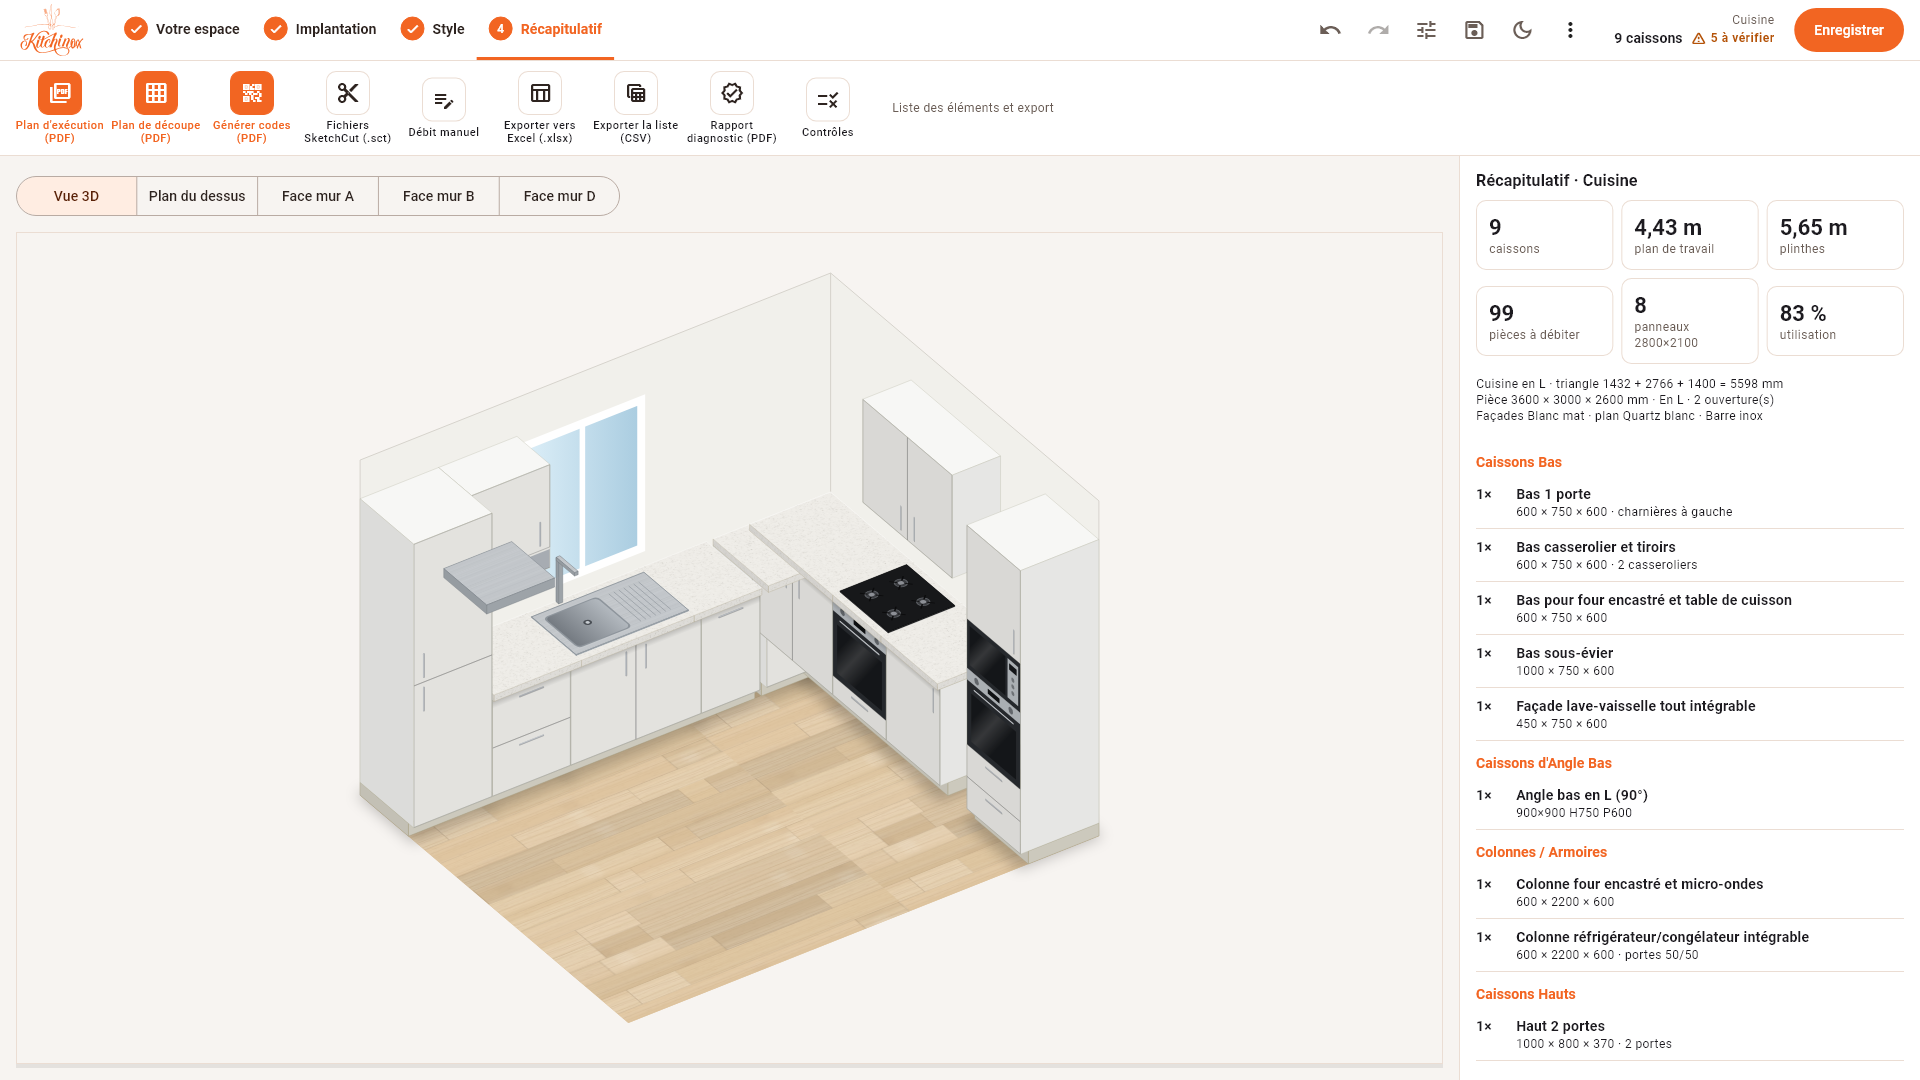 Kitchinox
Votre espace
Implantation
Style
4 Récapitulatif
Cuisine
9 caissons 5 à vérifier
Enregistrer
Plan d'exécution (PDF)
Plan de découpe (PDF)
Générer codes (PDF)
Fichiers SketchCut (.sct)
Débit manuel
Exporter vers Excel (.xlsx)
Exporter la liste (CSV)
Rapport diagnostic (PDF)
Contrôles
Liste des éléments et export
Vue 3D
Plan du dessus
Face mur A
Face mur B
Face mur D
Récapitulatif · Cuisine
9
caissons
4,43 m
plan de travail
5,65 m
plinthes
99
pièces à débiter
8
panneaux
2800×2100
83 %
utilisation
Cuisine en L · triangle 1432 + 2766 + 1400 = 5598 mm
Pièce 3600 × 3000 × 2600 mm · En L · 2 ouverture(s)
Façades Blanc mat · plan Quartz blanc · Barre inox
Caissons Bas
1× Bas 1 porte
600 × 750 × 600 · charnières à gauche
1× Bas casserolier et tiroirs
600 × 750 × 600 · 2 casseroliers
1× Bas pour four encastré et table de cuisson
600 × 750 × 600
1× Bas sous-évier
1000 × 750 × 600
1× Façade lave-vaisselle tout intégrable
450 × 750 × 600
Caissons d'Angle Bas
1× Angle bas en L (90°)
900×900 H750 P600
Colonnes / Armoires
1× Colonne four encastré et micro-ondes
600 × 2200 × 600
1× Colonne réfrigérateur/congélateur intégrable
600 × 2200 × 600 · portes 50/50
Caissons Hauts
1× Haut 2 portes
1000 × 800 × 370 · 2 portes